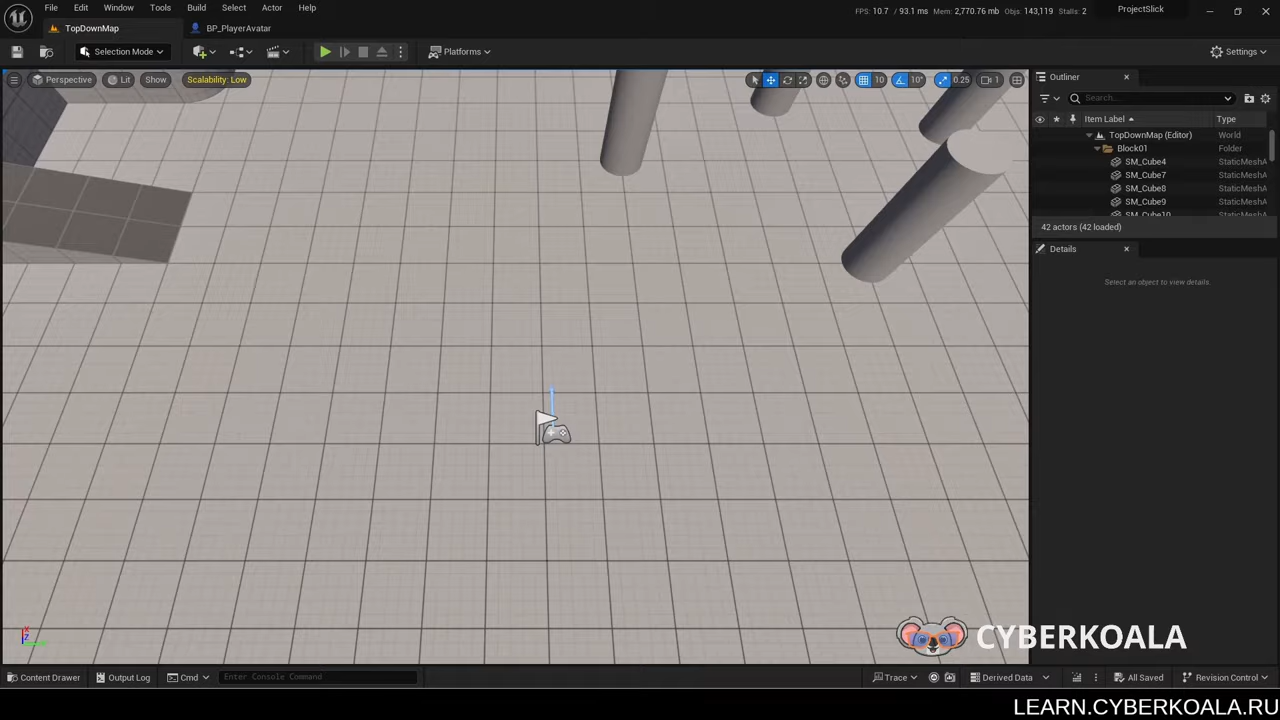 File Edit Window Tools Build Select Actor Help
FPS: 10.7 / 93.1 ms Mem: 2,770.76 mb Objs: 143,119 Stalls: 2
ProjectSlick
TopDownMap
BP_PlayerAvatar
Selection Mode
Platforms
Settings
Perspective Lit Show Scalability: Low
10 10° 0.25 1
Outliner
Search...
Item Label Type
TopDownMap (Editor) World
Block01 Folder
SM_Cube4 StaticMeshA
SM_Cube7 StaticMeshA
SM_Cube8 StaticMeshA
SM_Cube9 StaticMeshA
SM_Cube10 StaticMeshA
42 actors (42 loaded)
Details
Select an object to view details.
X
Z
CYBERKOALA
Content Drawer Output Log Cmd Enter Console Command Trace Derived Data All Saved Revision Control
LEARN.CYBERKOALA.RU